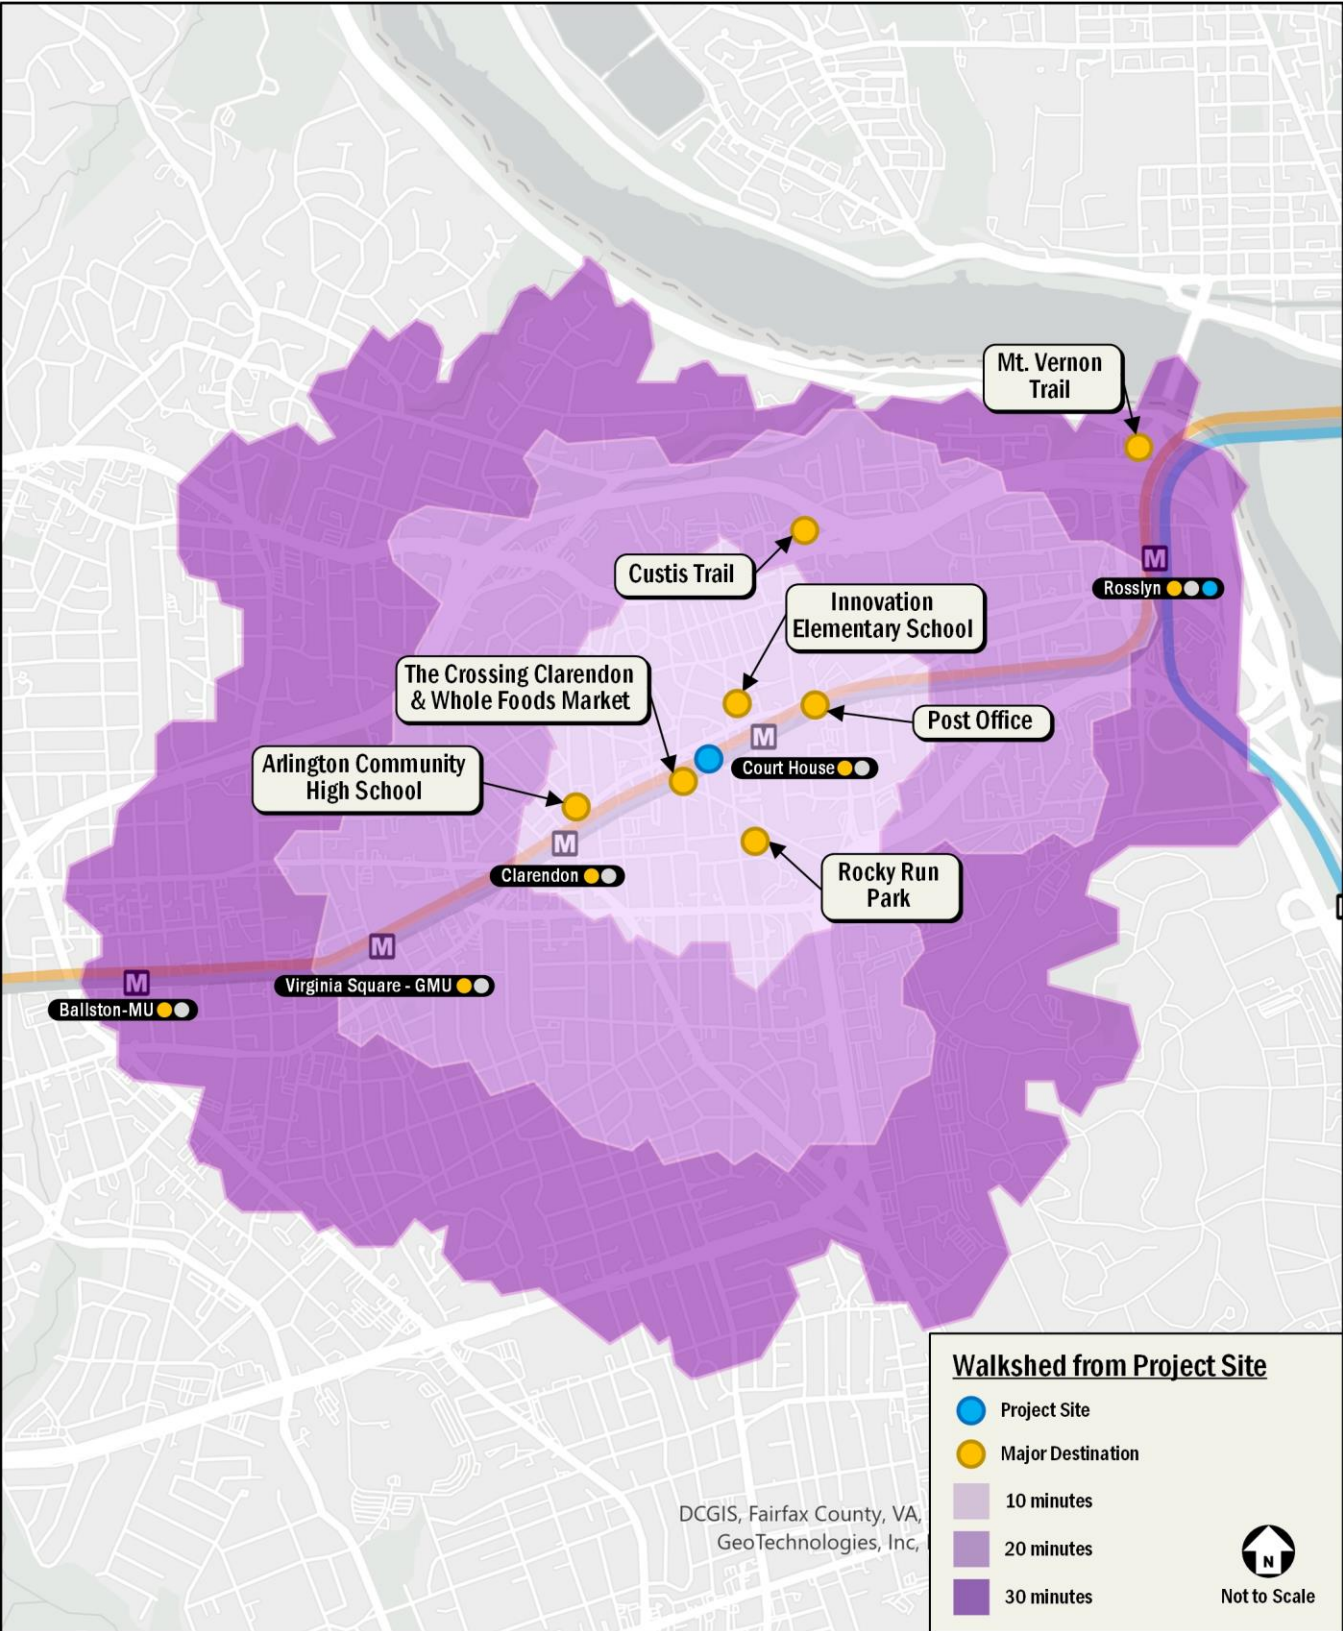 Mt. Vernon
Trail
Custis Trail
Innovation
Elementary School
M
Rosslyn
The Crossing Clarendon
& Whole Foods Market
Post Office
M
Court House
Arlington Community
High School
M
Clarendon
Rocky Run
Park
M
Virginia Square - GMU
M
Ballston-MU
Walkshed from Project Site
Project Site
Major Destination
10 minutes
20 minutes
30 minutes
N
Not to Scale
DCGIS, Fairfax County, VA,
GeoTechnologies, Inc,